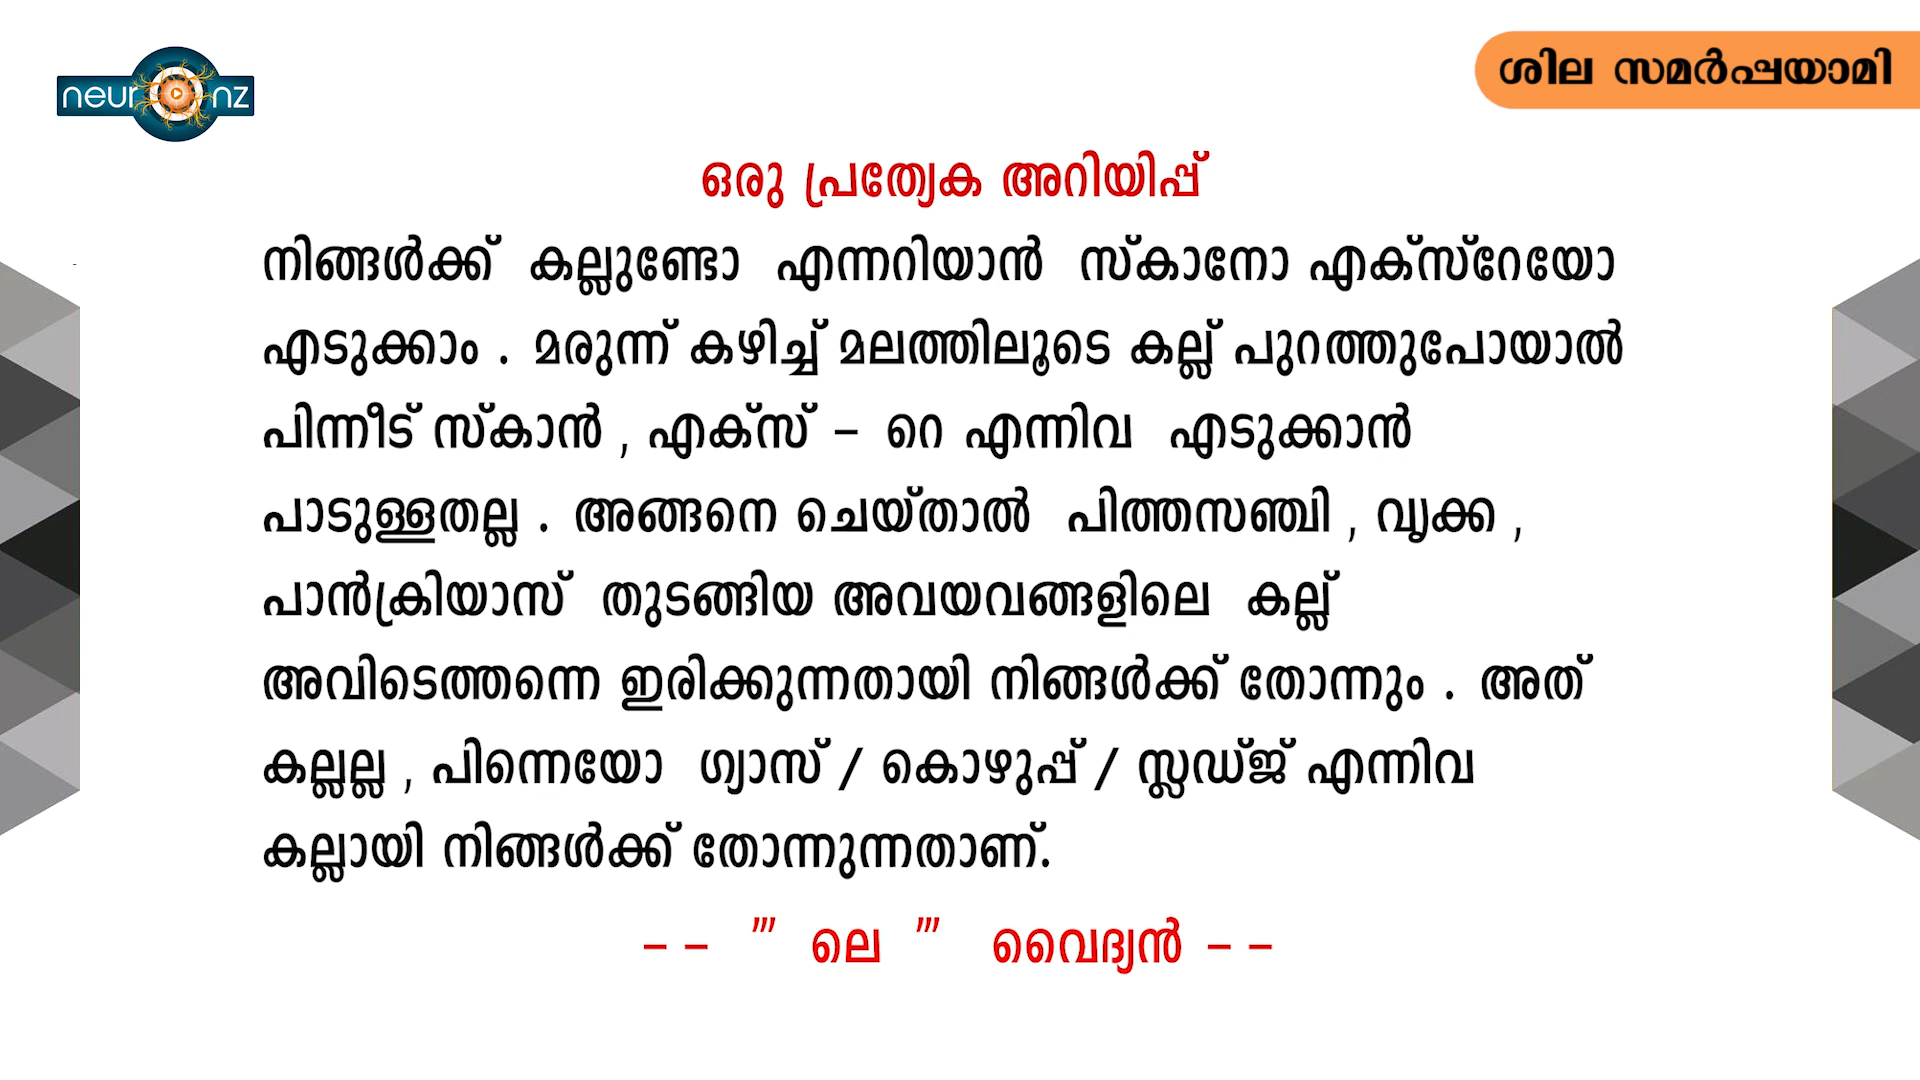 neuronz
ശില സമർപ്പയാമി
ഒരു പ്രത്യേക അറിയിപ്പ്
നിങ്ങൾക്ക് കല്ലുണ്ടോ എന്നറിയാൻ സ്കാനോ എക്സ്റേയോ
എടുക്കാം . മരുന്ന് കഴിച്ച് മലത്തിലൂടെ കല്ല് പുറത്തുപോയാൽ
പിന്നീട് സ്കാൻ , എക്സ് - റെ എന്നിവ എടുക്കാൻ
പാടുള്ളതല്ല . അങ്ങനെ ചെയ്താൽ പിത്തസഞ്ചി , വൃക്ക ,
പാൻക്രിയാസ് തുടങ്ങിയ അവയവങ്ങളിലെ കല്ല്
അവിടെത്തന്നെ ഇരിക്കുന്നതായി നിങ്ങൾക്ക് തോന്നും . അത്
കല്ലല്ല , പിന്നെയോ ഗ്യാസ് / കൊഴുപ്പ് / സ്ലഡ്ജ് എന്നിവ
കല്ലായി നിങ്ങൾക്ക് തോന്നുന്നതാണ്.
- - ''' ലെ ''' വൈദ്യൻ - -